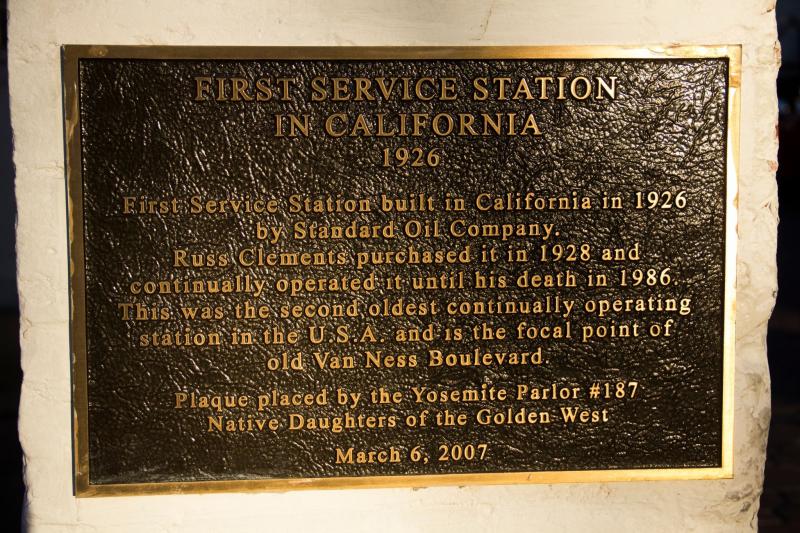 FIRST SERVICE STATION
IN CALIFORNIA
1926
First Service Station built in California in 1926
by Standard Oil Company.
Russ Clements purchased it in 1928 and
continually operated it until his death in 1986.
This was the second oldest continually operating
station in the U.S.A. and is the focal point of
old Van Ness Boulevard.
Plaque placed by the Yosemite Parlor #187
Native Daughters of the Golden West
March 6, 2007